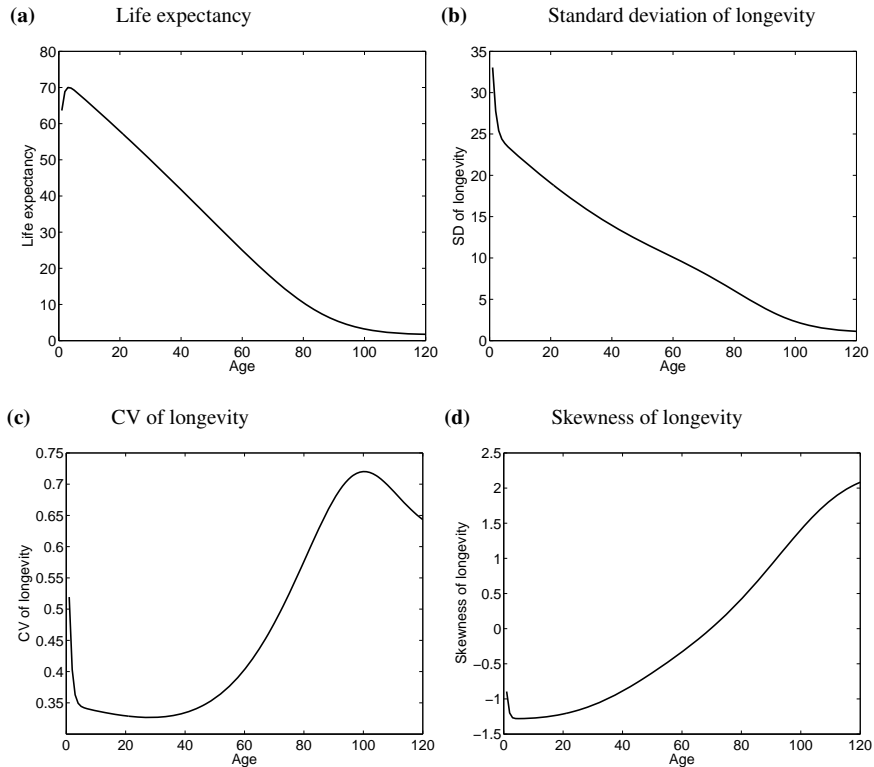 (a) Life expectancy
80
70
60
50
40
30
20
10
0
Life expectancy
0 20 40 60 80 100 120
Age
(b) Standard deviation of longevity
35
30
25
20
15
10
5
0
SD of longevity
0 20 40 60 80 100 120
Age
(c) CV of longevity
0.75
0.7
0.65
0.6
0.55
0.5
0.45
0.4
0.35
CV of longevity
0 20 40 60 80 100 120
Age
(d) Skewness of longevity
2.5
2
1.5
1
0.5
0
−0.5
−1
−1.5
Skewness of longevity
0 20 40 60 80 100 120
Age